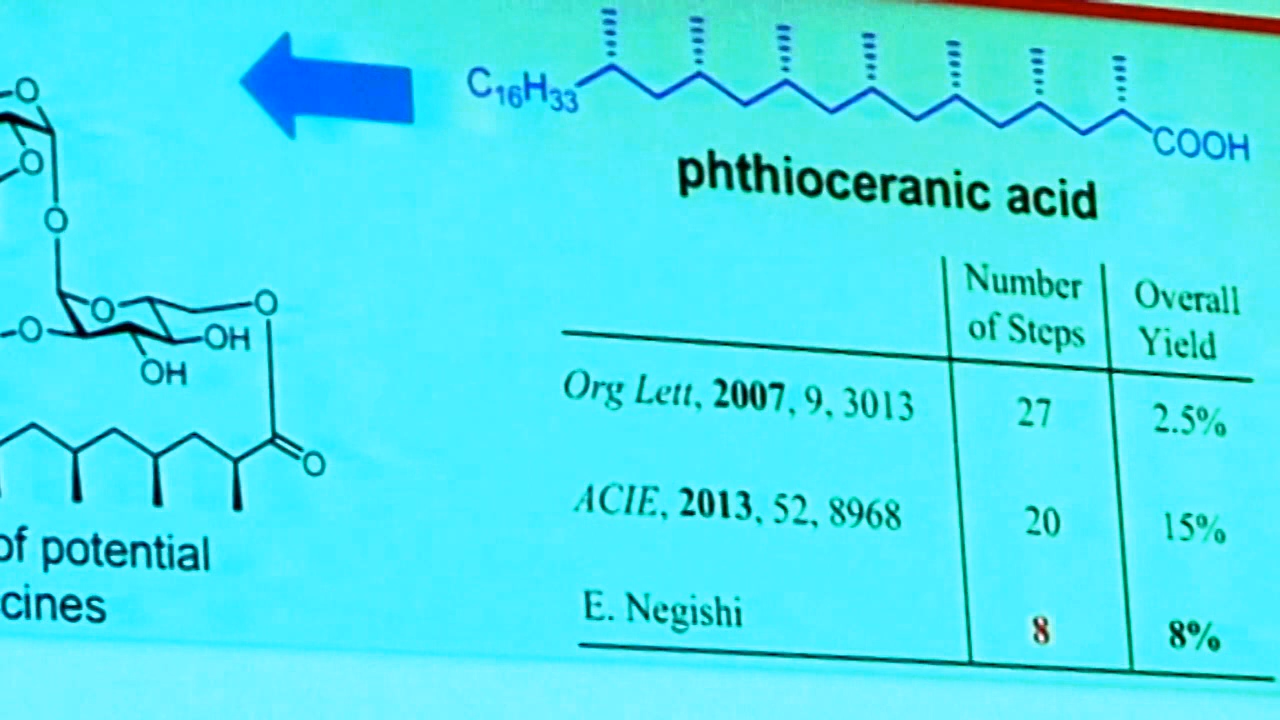 C16H33
COOH
phthioceranic acid
O
O
O
O
O
O
OH
OH
O
of potential
cines
Number
of Steps
Overall
Yield
Org Lett, 2007, 9, 3013
27
2.5%
ACIE, 2013, 52, 8968
20
15%
E. Negishi
8
8%